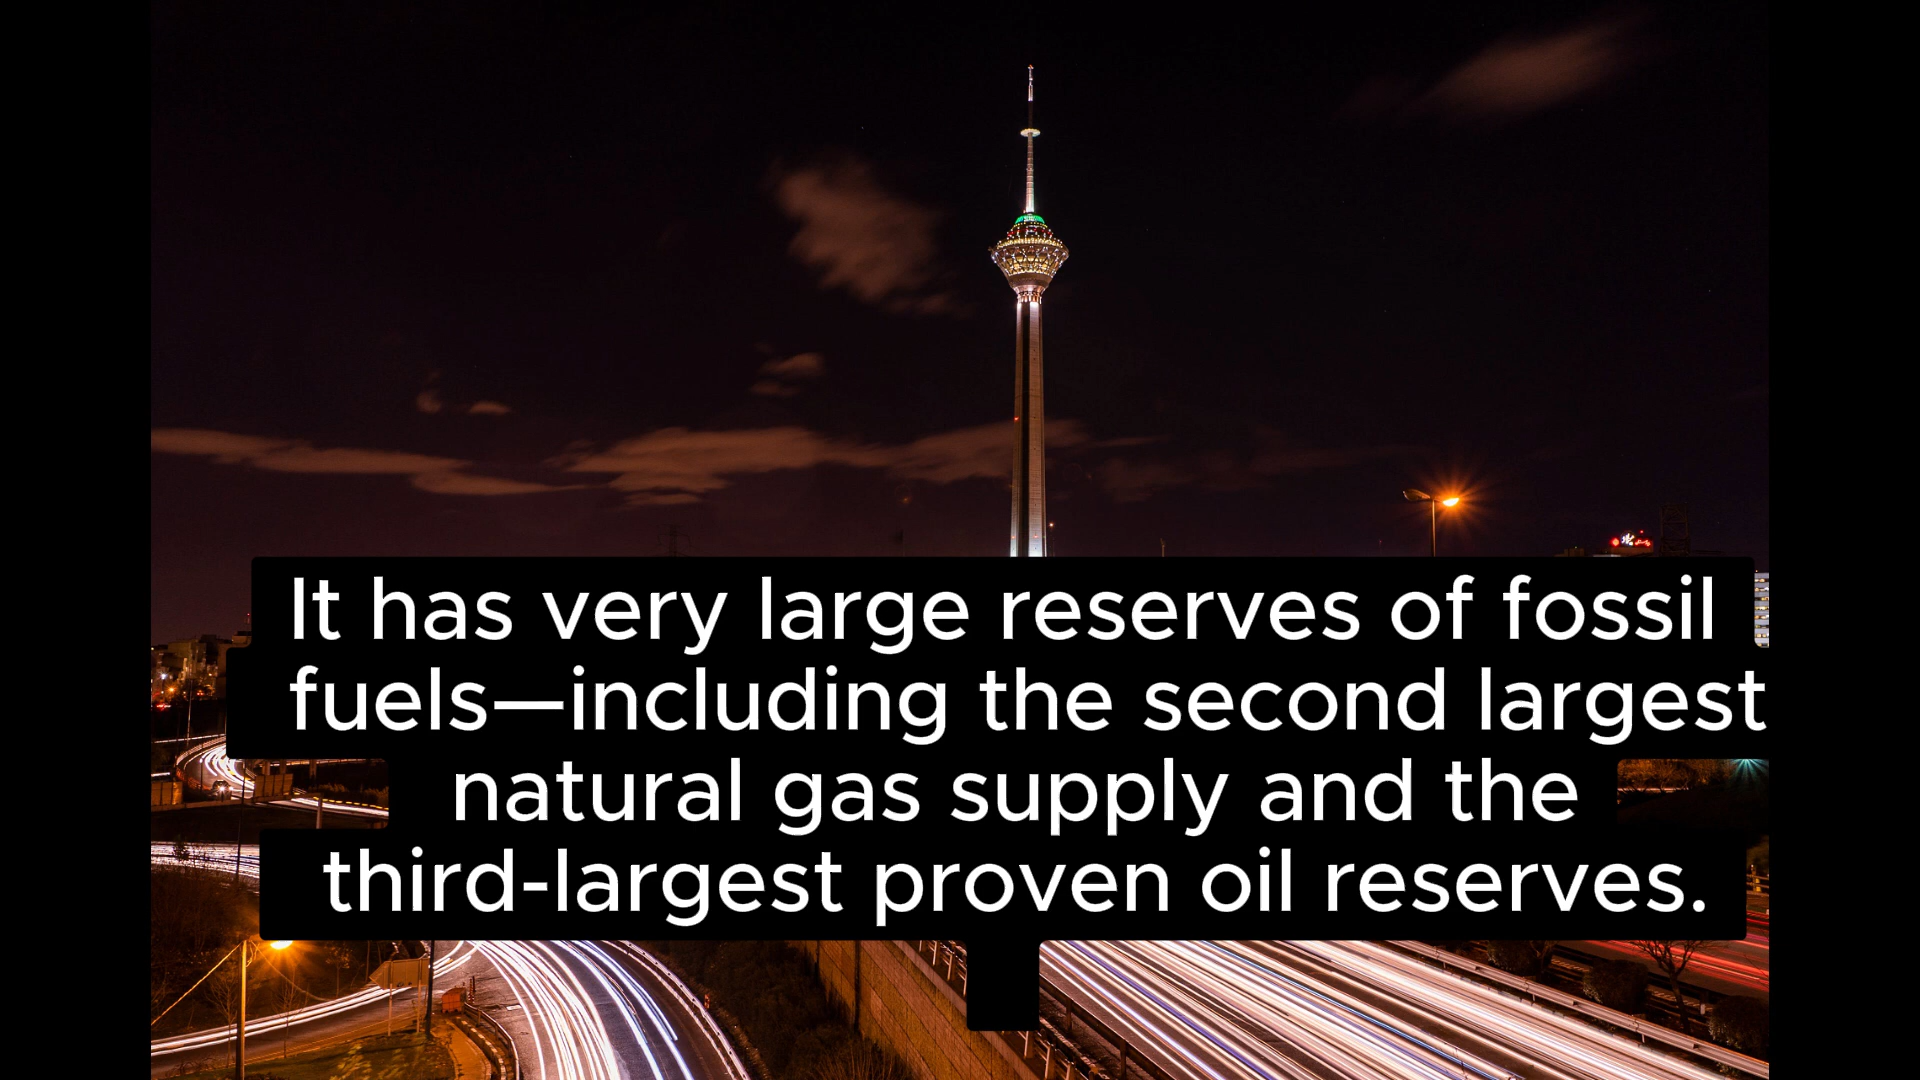 It has very large reserves of fossil
fuels—including the second largest
natural gas supply and the
third-largest proven oil reserves.